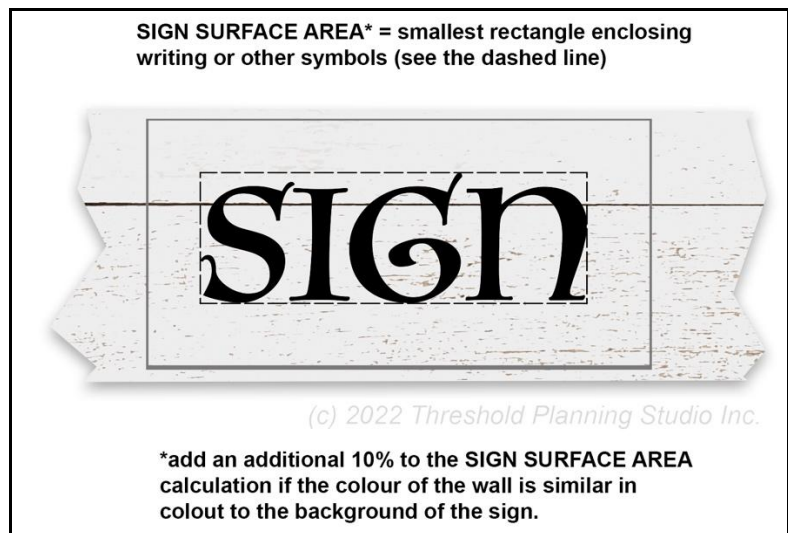 SIGN SURFACE AREA* = smallest rectangle enclosing
writing or other symbols (see the dashed line)
SIGN
(c) 2022 Threshold Planning Studio Inc.
*add an additional 10% to the SIGN SURFACE AREA
calculation if the colour of the wall is similar in
colout to the background of the sign.